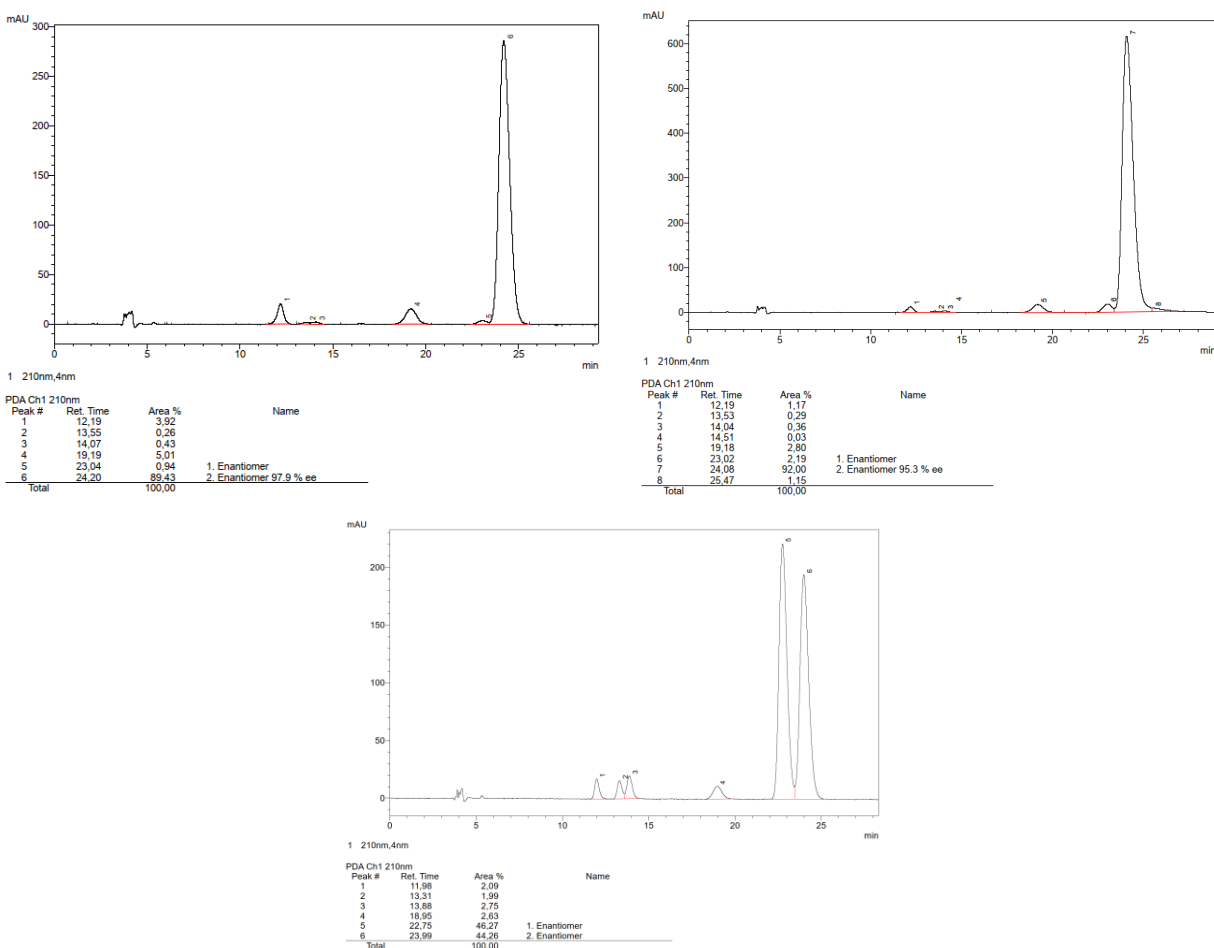 mAU
300
250
200
150
100
50
0
0 5 10 15 20 25
min
1 2 3 4 5 6
1 210nm,4nm
PDA Ch1 210nm
Peak # Ret. Time Area % Name
1 12,19 3,92
2 13,55 0,26
3 14,07 0,43
4 19,19 5,01
5 23,04 0,94 1. Enantiomer
6 24,20 89,43 2. Enantiomer 97.9 % ee
Total 100,00
mAU
600
500
400
300
200
100
0
0 5 10 15 20 25
min
1 2 3 4 5 6 7 8
1 210nm,4nm
PDA Ch1 210nm
Peak # Ret. Time Area % Name
1 12,19 1,17
2 13,53 0,29
3 14,04 0,36
4 14,51 0,03
5 19,18 2,80
6 23,02 2,19 1. Enantiomer
7 24,08 92,00 2. Enantiomer 95.3 % ee
8 25,47 1,15
Total 100,00
mAU
200
150
100
50
0
0 5 10 15 20 25
min
1 2 3 4 5 6
1 210nm,4nm
PDA Ch1 210nm
Peak # Ret. Time Area % Name
1 11,98 2,09
2 13,31 1,99
3 13,88 2,75
4 18,95 2,63
5 22,75 46,27 1. Enantiomer
6 23,99 44,26 2. Enantiomer
Total 100,00